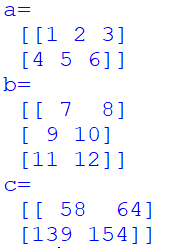 a=
[[1 2 3]
[4 5 6]]
b=
[[ 7  8]
[ 9 10]
[11 12]]
c=
[[ 58  64]
[139 154]]